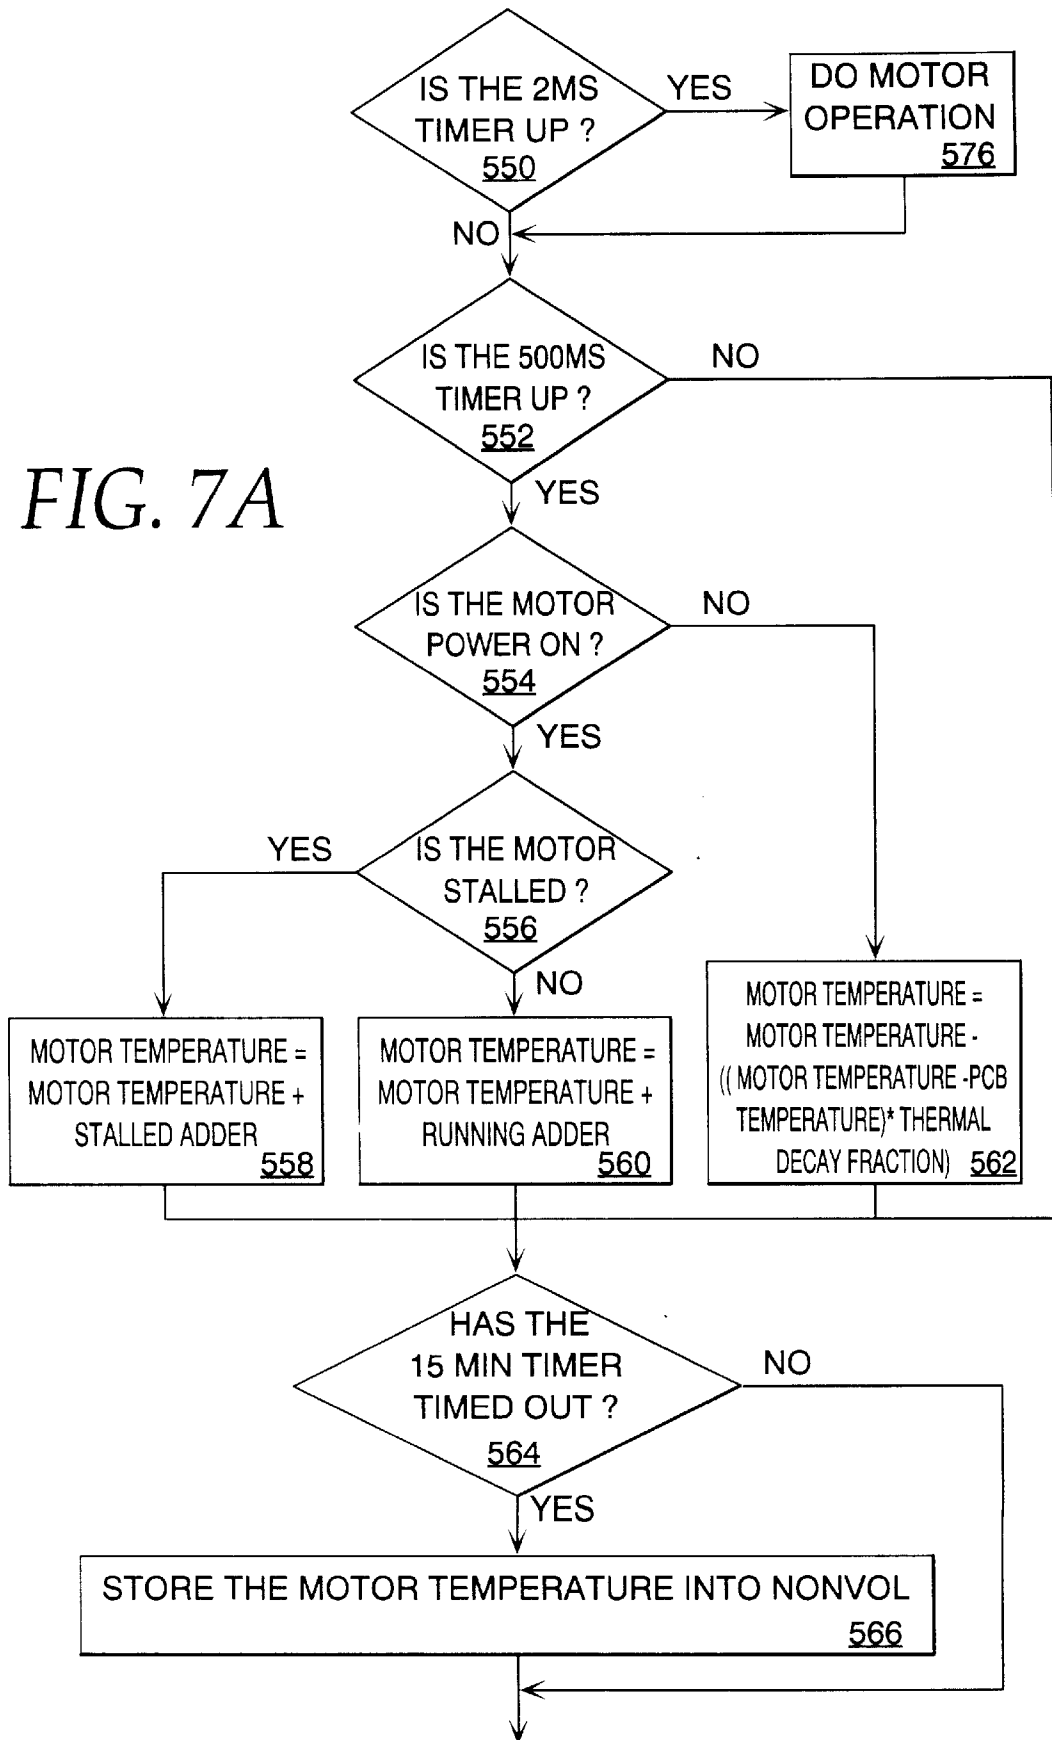 IS THE 2MS
TIMER UP ?
550
YES
DO MOTOR
OPERATION
576
NO
IS THE 500MS
TIMER UP ?
552
NO
YES
FIG. 7A
IS THE MOTOR
POWER ON ?
554
NO
YES
IS THE MOTOR
STALLED ?
556
YES
NO
MOTOR TEMPERATURE =
MOTOR TEMPERATURE +
STALLED ADDER
558
MOTOR TEMPERATURE =
MOTOR TEMPERATURE +
RUNNING ADDER
560
MOTOR TEMPERATURE =
MOTOR TEMPERATURE -
(( MOTOR TEMPERATURE -PCB
TEMPERATURE)* THERMAL
DECAY FRACTION)
562
HAS THE
15 MIN TIMER
TIMED OUT ?
564
NO
YES
STORE THE MOTOR TEMPERATURE INTO NONVOL
566